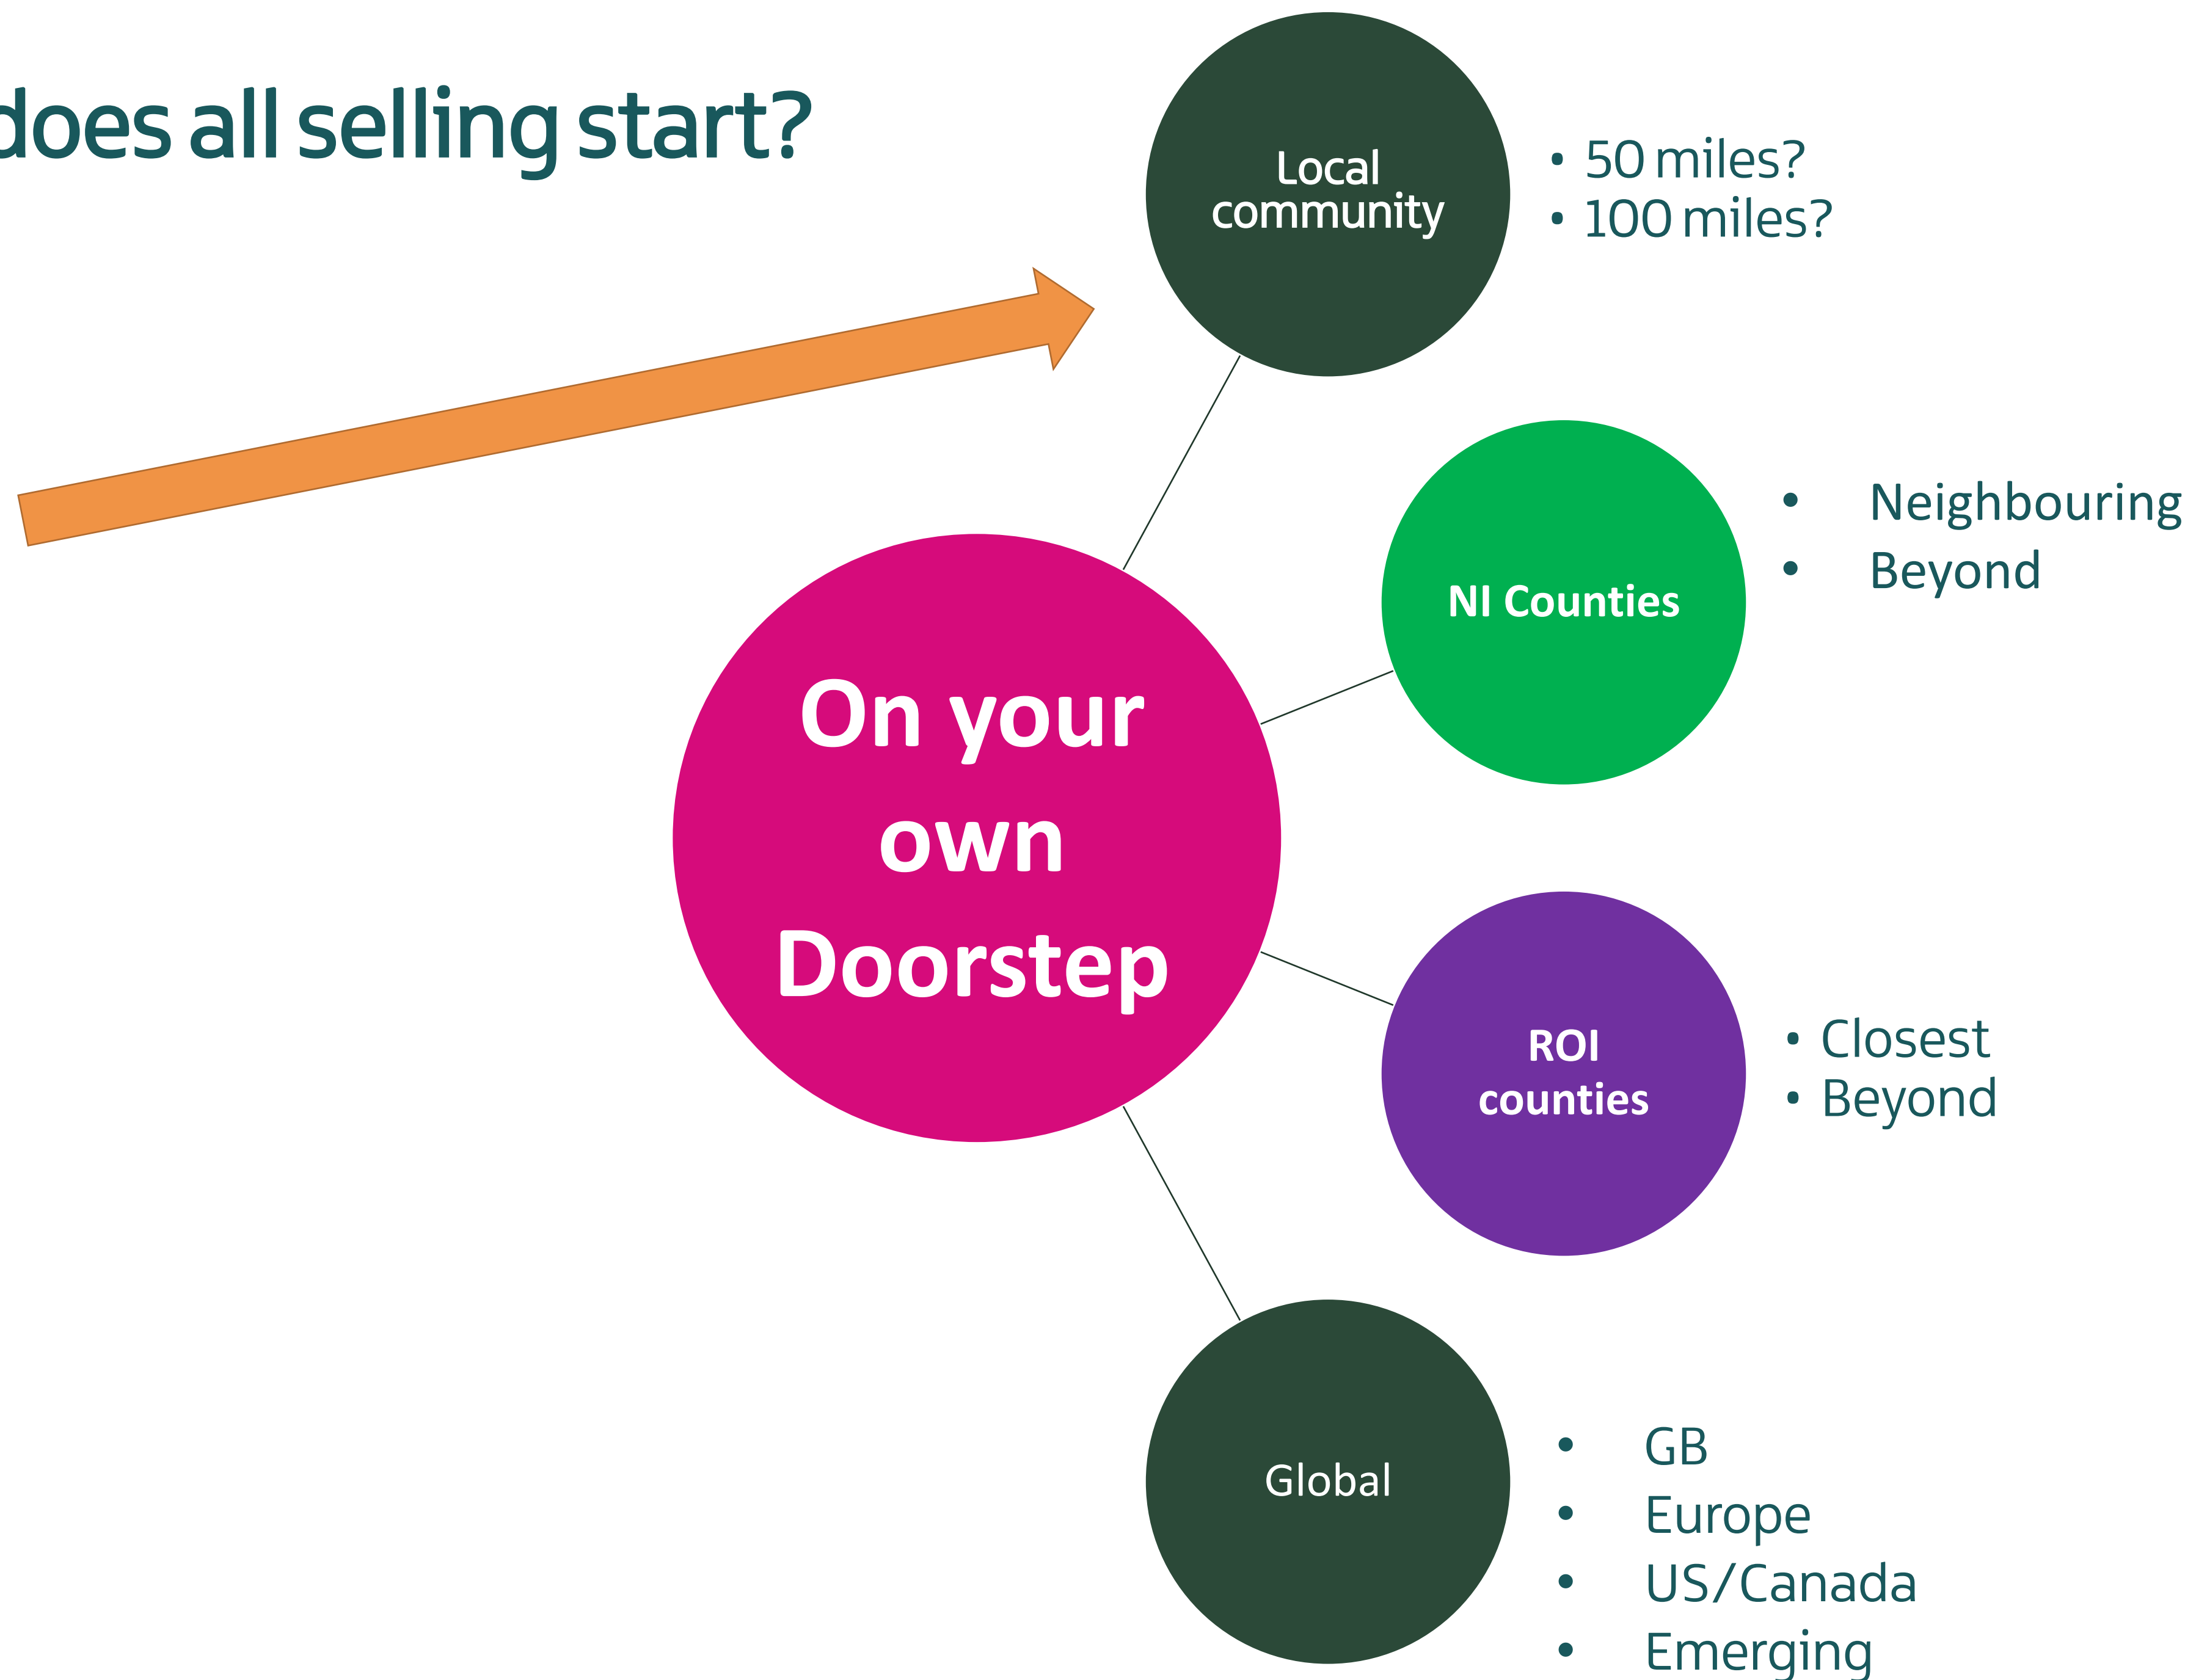 does all selling start?
Local
community
• 50 miles?
• 100 miles?
NI Counties
• Neighbouring
• Beyond
On your
own
Doorstep
ROI
counties
• Closest
• Beyond
Global
• GB
• Europe
• US/Canada
• Emerging